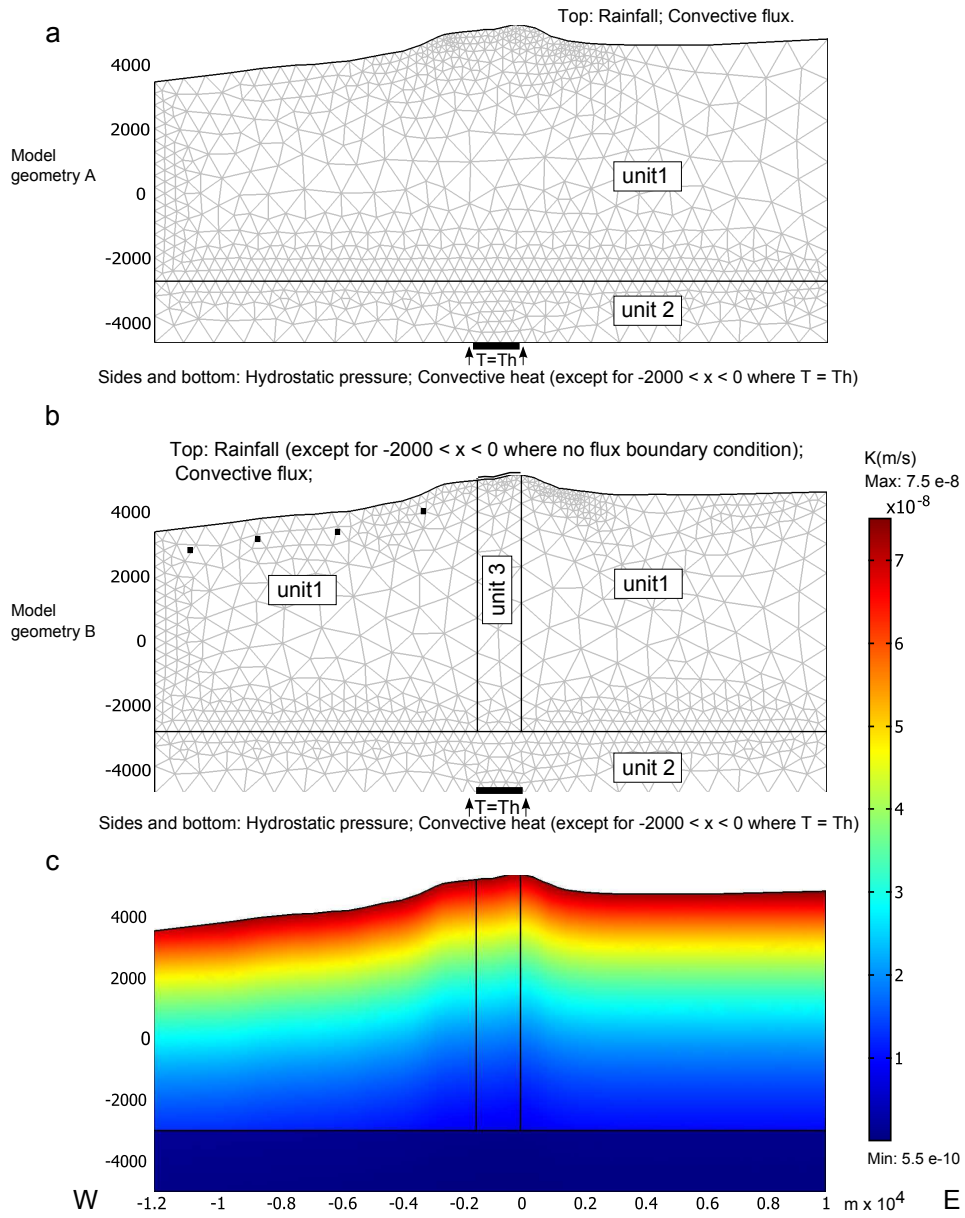 a
Top: Rainfall; Convective flux.
4000
2000
0
-2000
-4000
Model
geometry A
unit1
unit 2
T=Th
Sides and bottom: Hydrostatic pressure; Convective heat (except for -2000 < x < 0 where T = Th)
b
Top: Rainfall (except for -2000 < x < 0 where no flux boundary condition);
Convective flux;
4000
2000
0
-2000
-4000
Model
geometry B
unit1
unit 3
unit1
unit 2
T=Th
Sides and bottom: Hydrostatic pressure; Convective heat (except for -2000 < x < 0 where T = Th)
K(m/s)
Max: 7.5 e-8
x10-8
7
6
5
4
3
2
1
Min: 5.5 e-10
c
4000
2000
0
-2000
-4000
W
-1.2
-1
-0.8
-0.6
-0.4
-0.2
0
0.2
0.4
0.6
0.8
1
m x 104
E